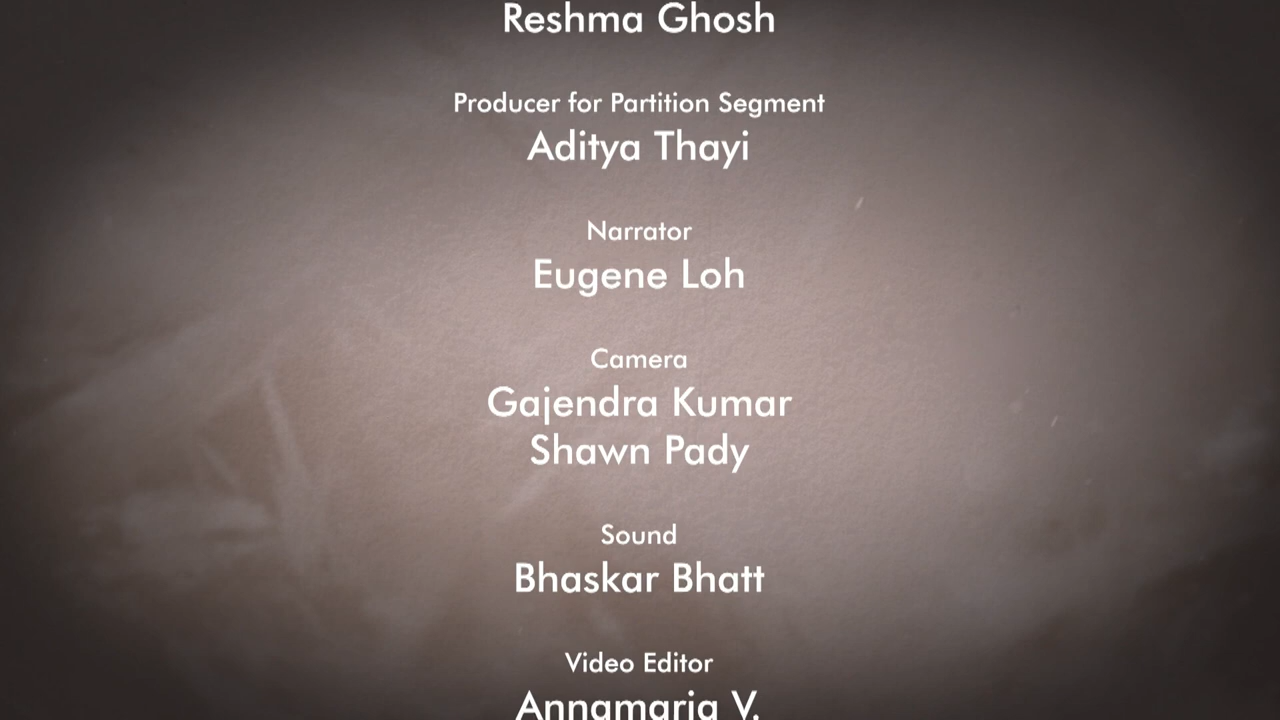 Reshma Ghosh
Producer for Partition Segment
Aditya Thayi
Narrator
Eugene Loh
Camera
Gajendra Kumar
Shawn Pady
Sound
Bhaskar Bhatt
Video Editor
Annamaria V.